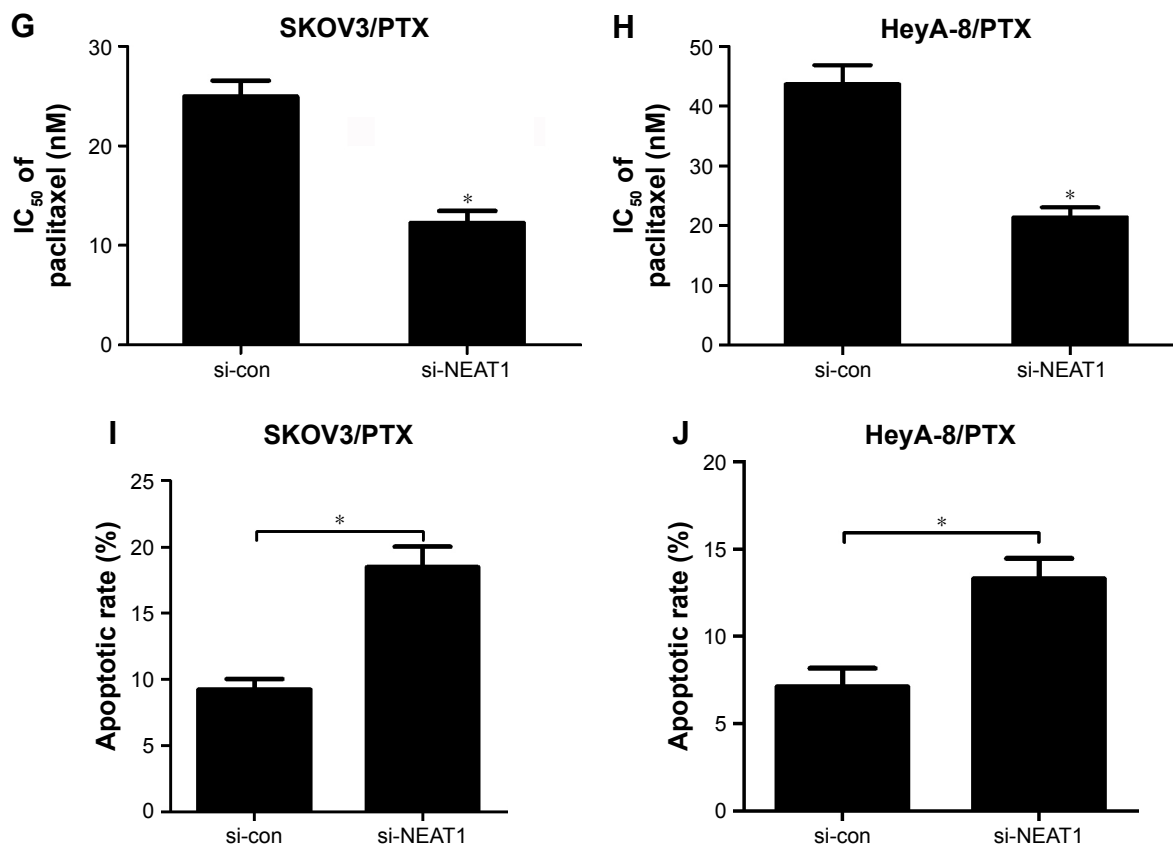 G
SKOV3/PTX
IC50 of
paclitaxel (nM)
30
20
10
0
*
si-con
si-NEAT1
H
HeyA-8/PTX
IC50 of
paclitaxel (nM)
50
40
30
20
10
0
*
si-con
si-NEAT1
I
SKOV3/PTX
Apoptotic rate (%)
25
20
15
10
5
0
*
si-con
si-NEAT1
J
HeyA-8/PTX
Apoptotic rate (%)
20
15
10
5
0
*
si-con
si-NEAT1